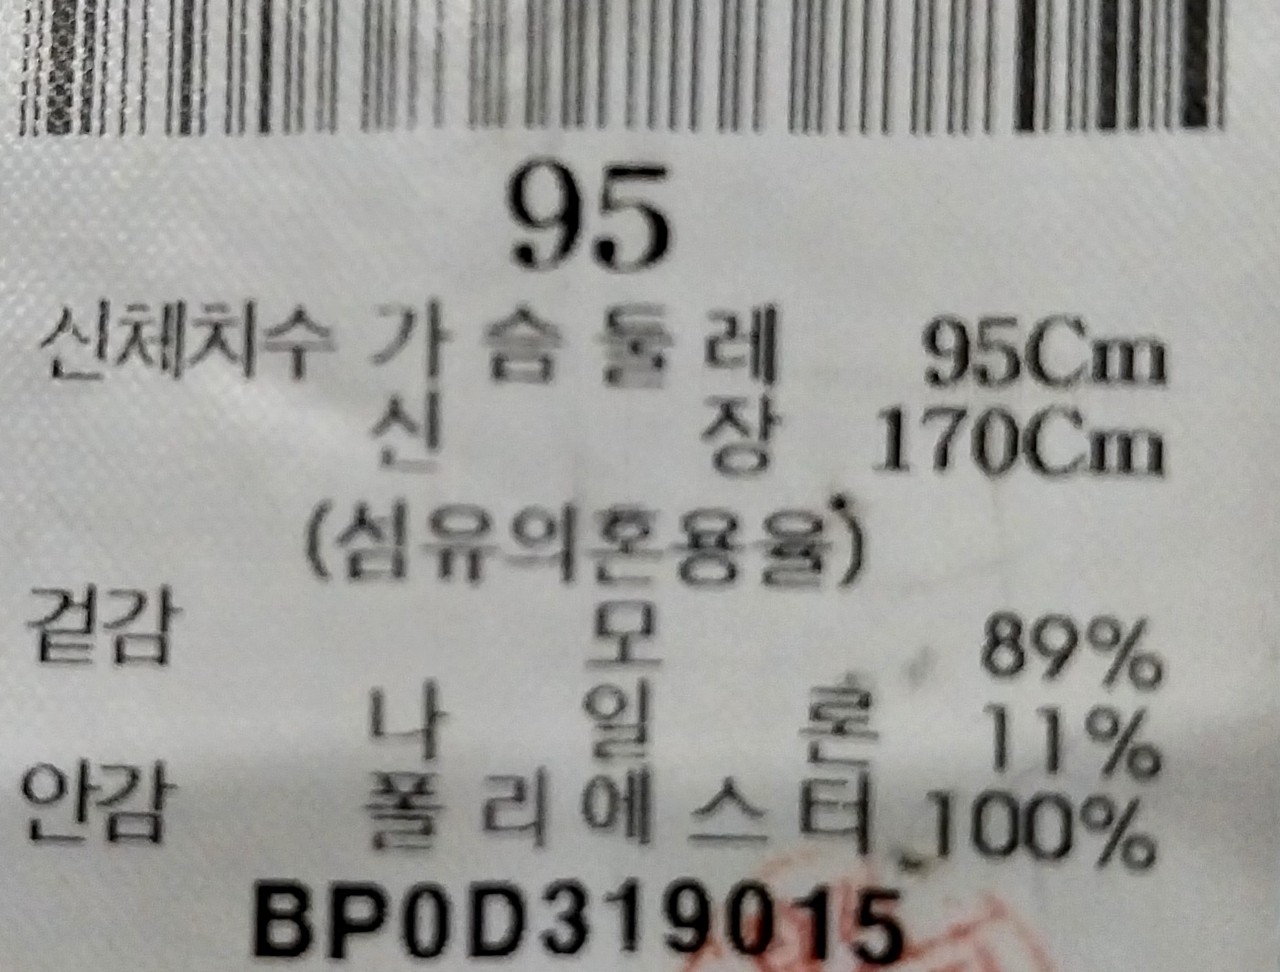 95
신체치수 가슴둘레 95Cm
신장 170Cm
(섬유의혼용율)
겉감 모 89%
나일론 11%
안감 폴리에스터 100%
BP0D319015